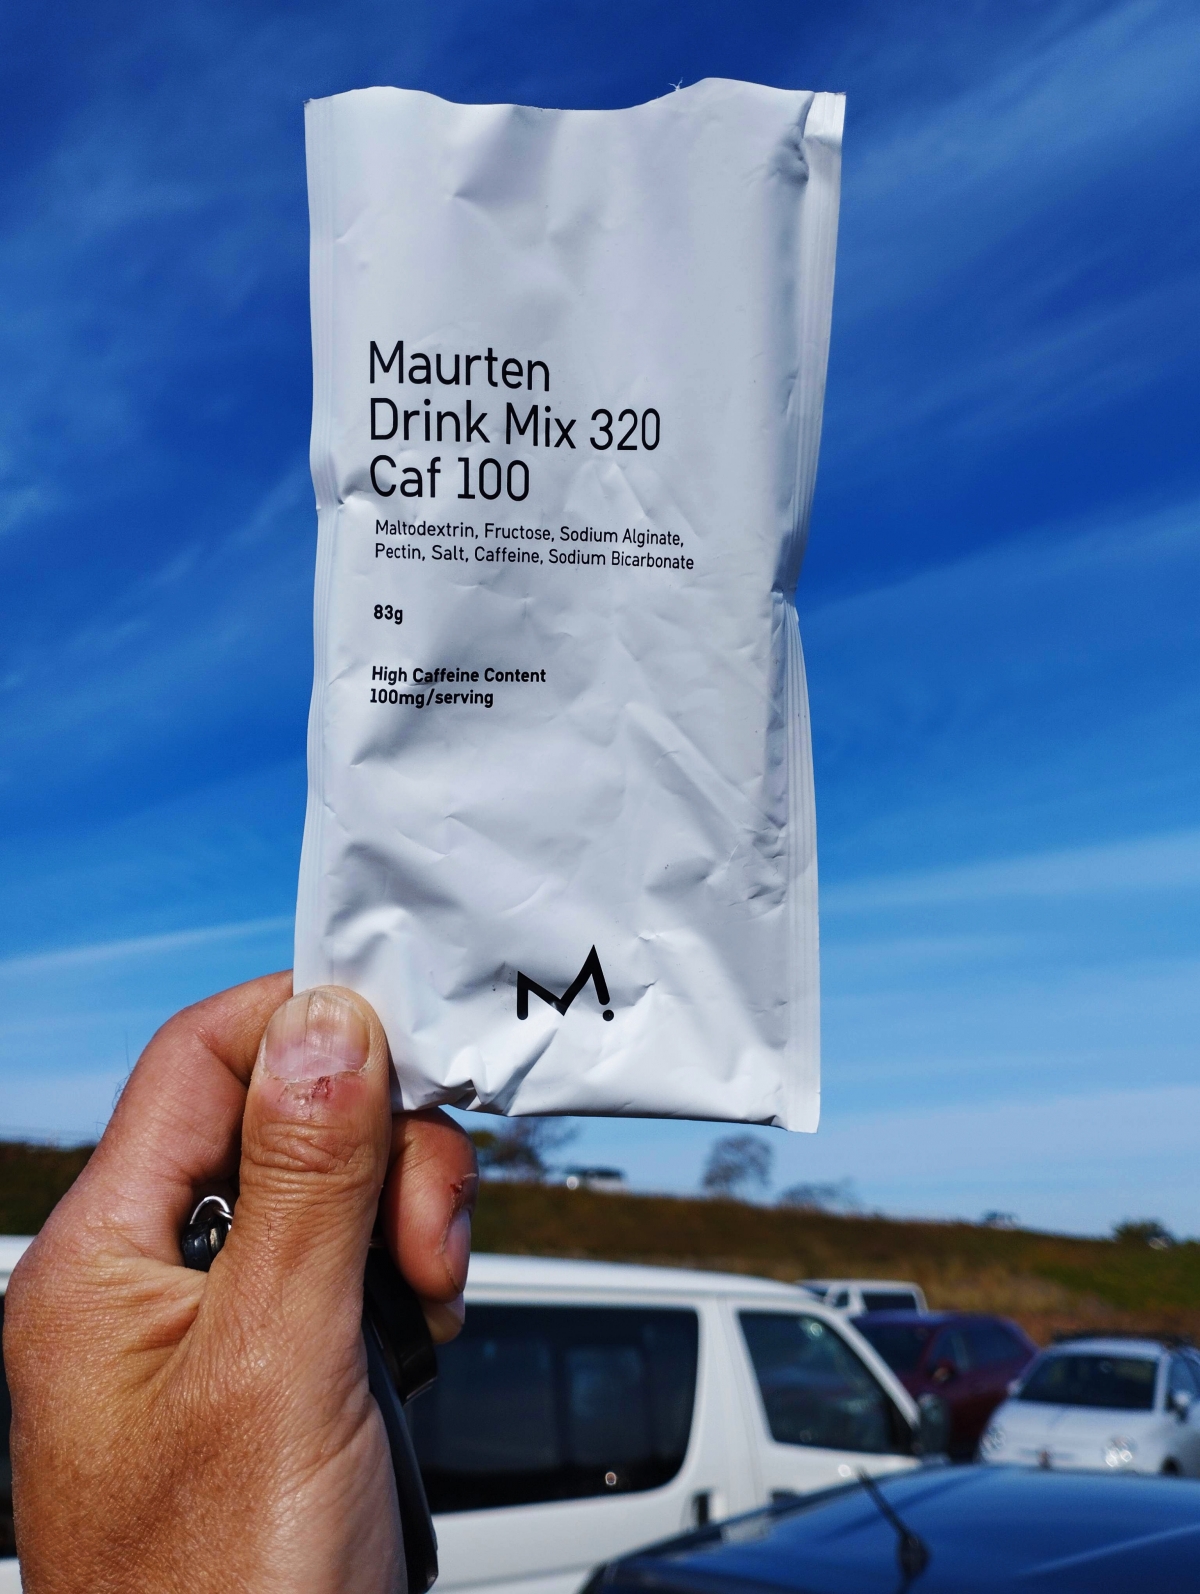 Maurten
Drink Mix 320
Caf 100
Maltodextrin, Fructose, Sodium Alginate,
Pectin, Salt, Caffeine, Sodium Bicarbonate
83g
High Caffeine Content
100mg/serving
M.